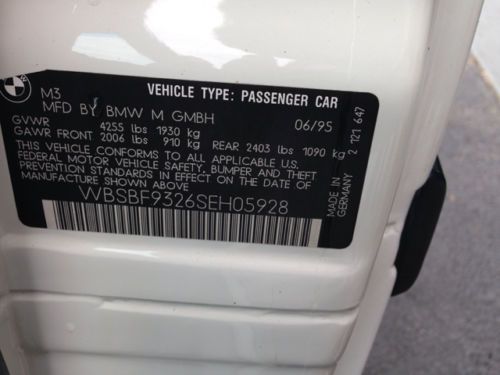 BMW
M3
VEHICLE TYPE: PASSENGER CAR
MFD BY: BMW M GMBH
06/95
GVWR 4255 lbs 1930 kg
GAWR FRONT 2006 lbs 910 kg REAR 2403 lbs 1090 kg
THIS VEHICLE CONFORMS TO ALL APPLICABLE U.S.
FEDERAL MOTOR VEHICLE SAFETY, BUMPER AND THEFT
PREVENTION STANDARDS IN EFFECT ON THE DATE OF
MANUFACTURE SHOWN ABOVE.
WBSBF9326SEH05928
MADE IN
GERMANY 2 121 647